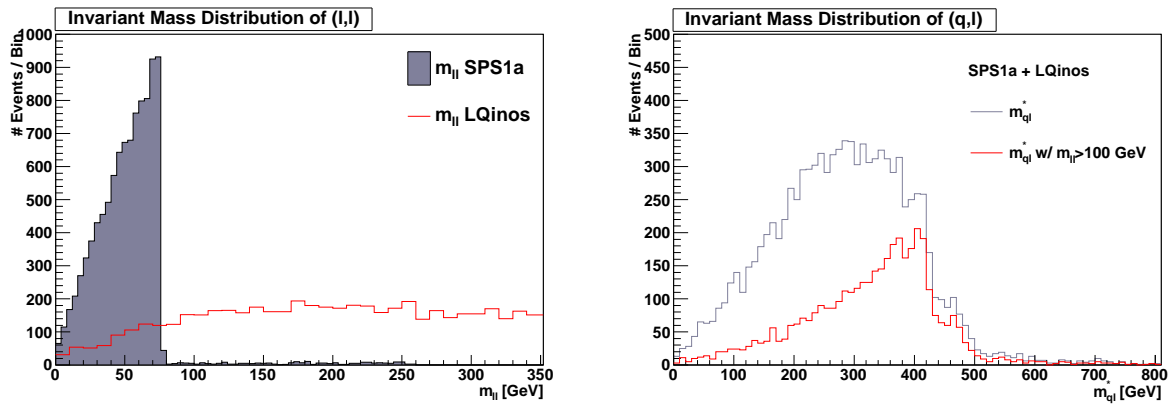 Invariant Mass Distribution of (l,l)
# Events / Bin
1000
900
800
700
600
500
400
300
200
100
0
m_ll SPS1a
m_ll LQinos
0 50 100 150 200 250 300 350
m_ll [GeV]
Invariant Mass Distribution of (q,l)
# Events / Bin
500
450
400
350
300
250
200
150
100
50
0
SPS1a + LQinos
m*_ql
m*_ql w/ m_ll>100 GeV
0 100 200 300 400 500 600 700 800
m*_ql [GeV]